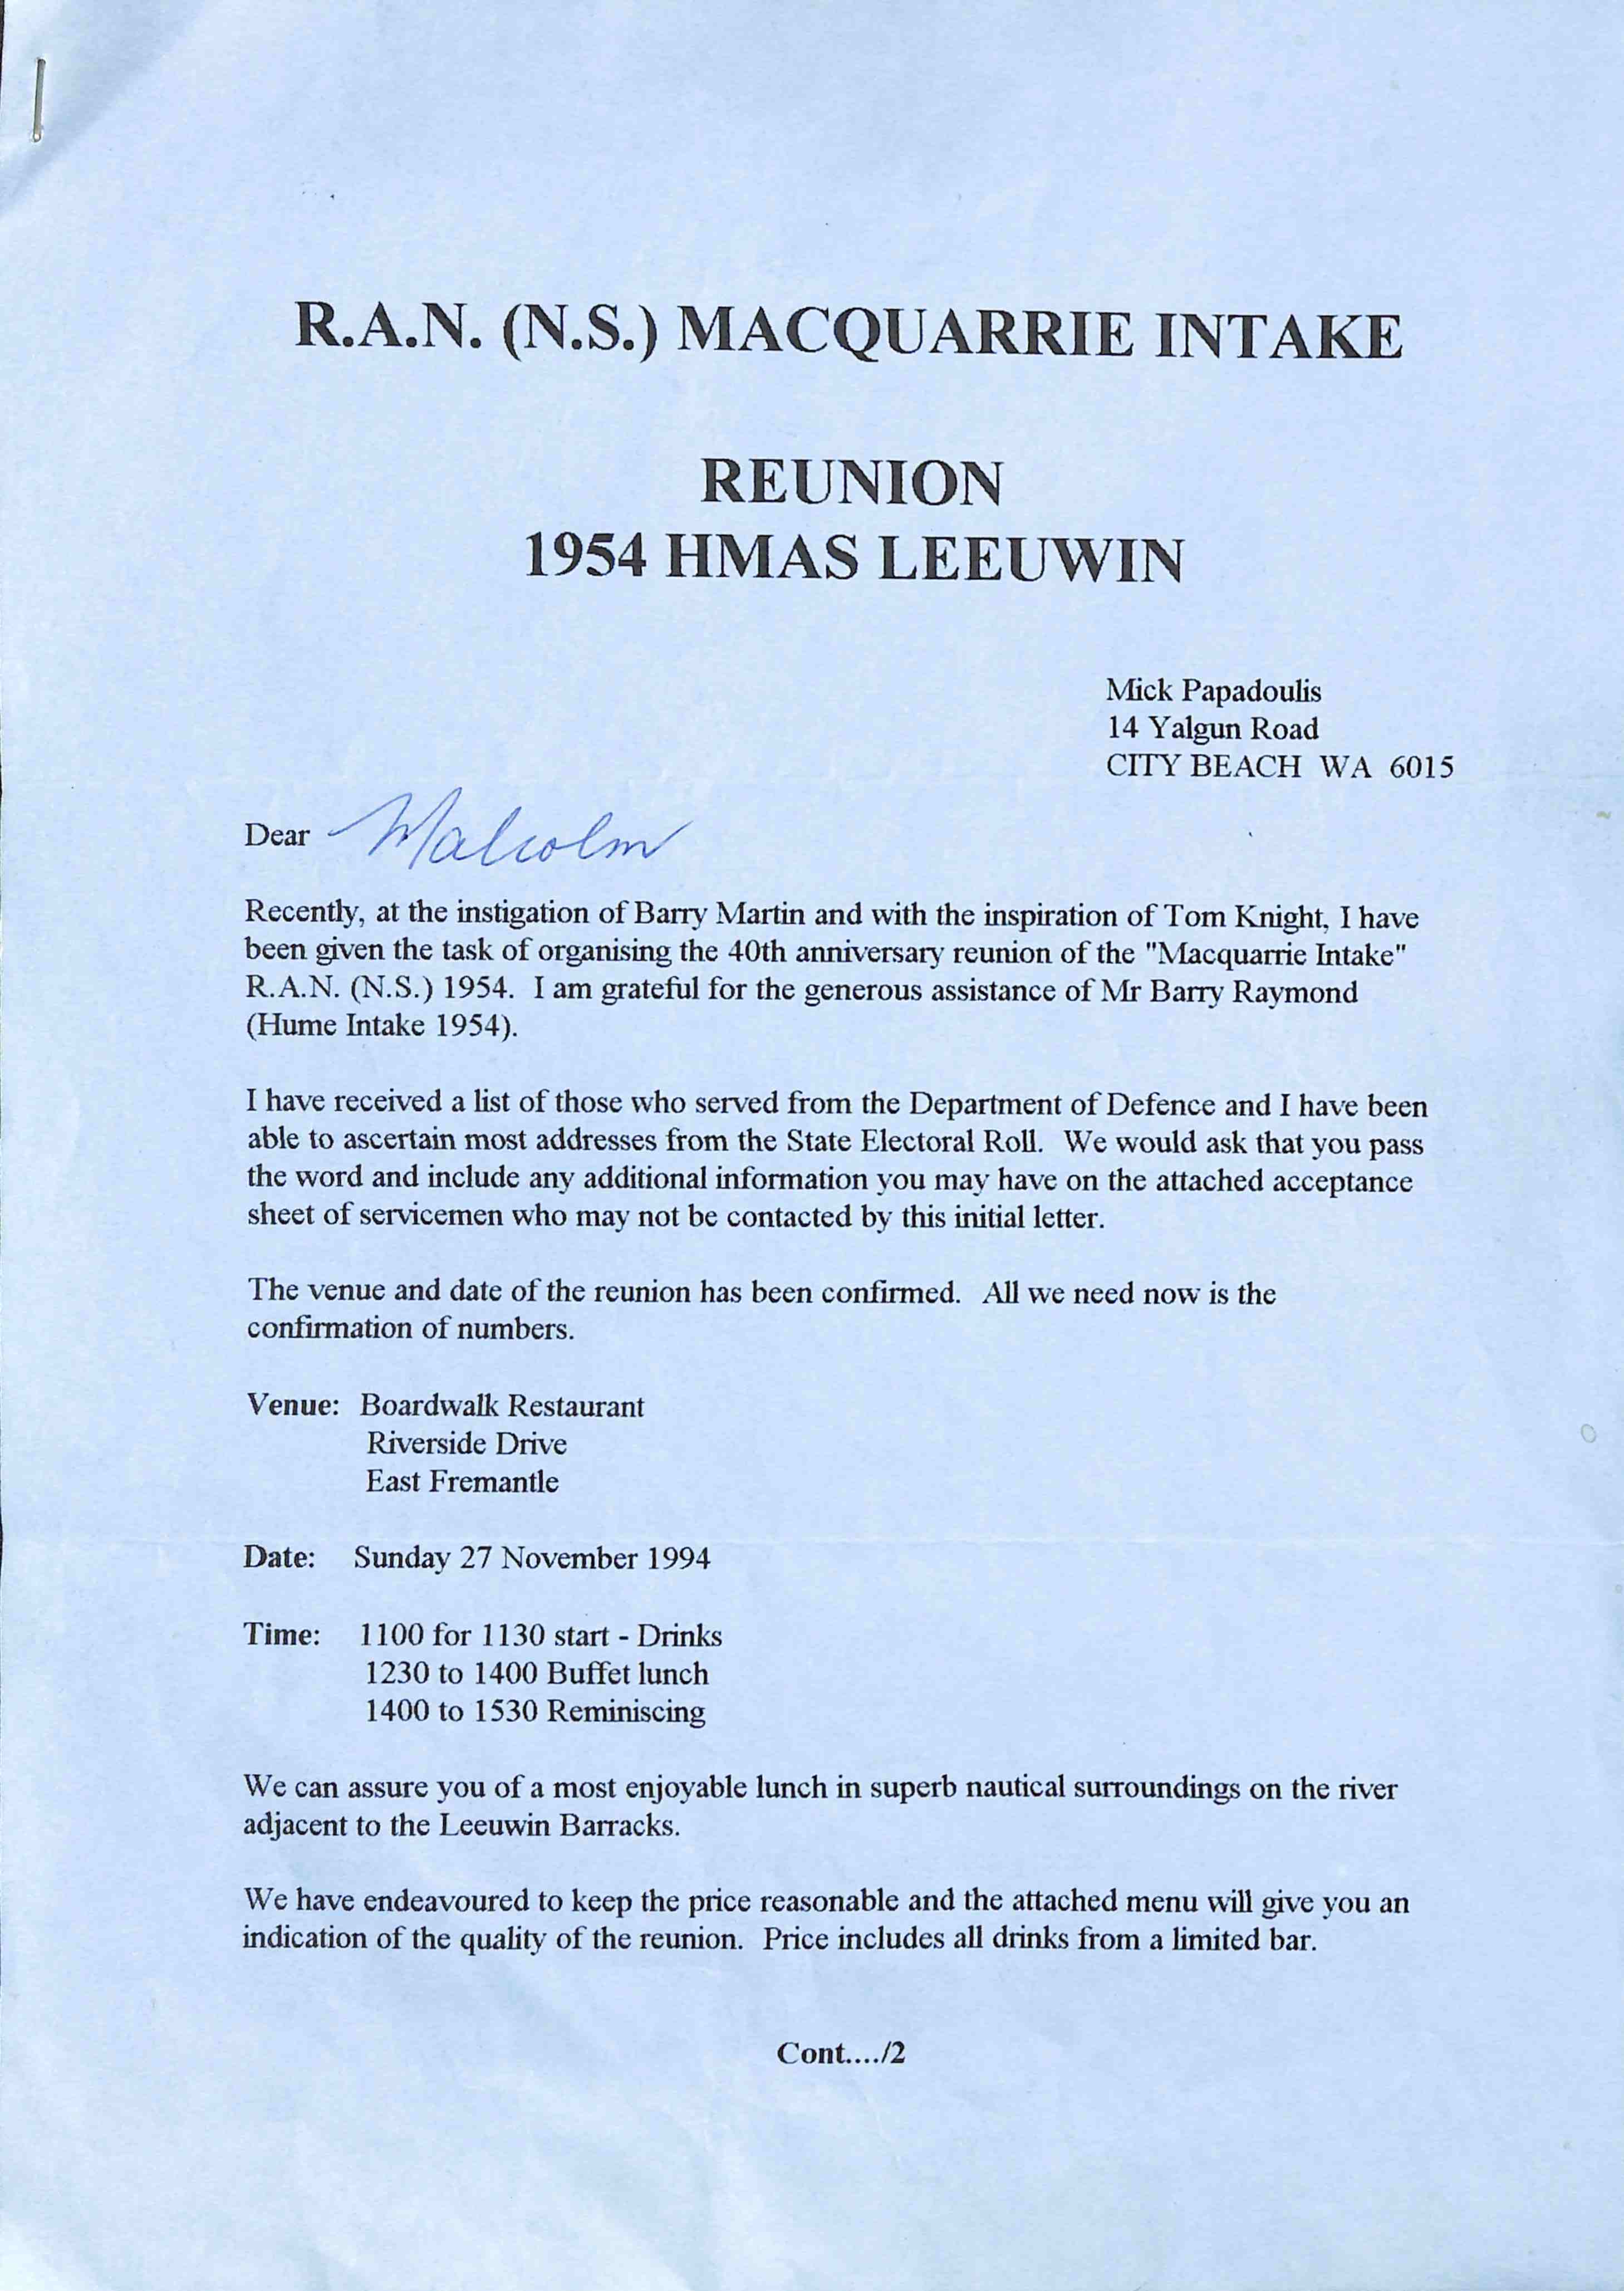 R.A.N. (N.S.) MACQUARRIE INTAKE
REUNION
1954 HMAS LEEUWIN
Mick Papadoulis
14 Yalgun Road
CITY BEACH WA 6015
Dear Malcolm
Recently, at the instigation of Barry Martin and with the inspiration of Tom Knight, I have
been given the task of organising the 40th anniversary reunion of the "Macquarrie Intake"
R.A.N. (N.S.) 1954. I am grateful for the generous assistance of Mr Barry Raymond
(Hume Intake 1954).
I have received a list of those who served from the Department of Defence and I have been
able to ascertain most addresses from the State Electoral Roll. We would ask that you pass
the word and include any additional information you may have on the attached acceptance
sheet of servicemen who may not be contacted by this initial letter.
The venue and date of the reunion has been confirmed. All we need now is the
confirmation of numbers.
Venue: Boardwalk Restaurant
Riverside Drive
East Fremantle
Date: Sunday 27 November 1994
Time: 1100 for 1130 start - Drinks
1230 to 1400 Buffet lunch
1400 to 1530 Reminiscing
We can assure you of a most enjoyable lunch in superb nautical surroundings on the river
adjacent to the Leeuwin Barracks.
We have endeavoured to keep the price reasonable and the attached menu will give you an
indication of the quality of the reunion. Price includes all drinks from a limited bar.
Cont..../2